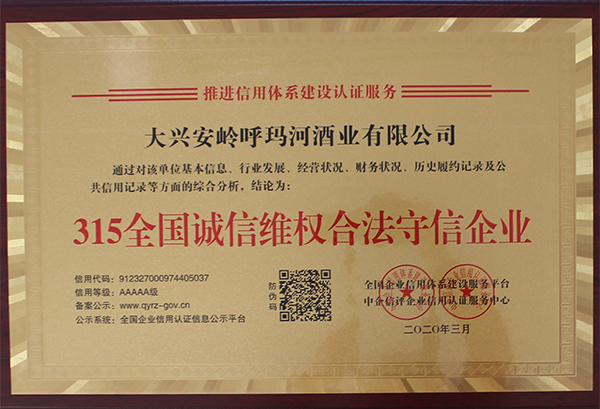 推进信用体系建设认证服务
大兴安岭呼玛河酒业有限公司
通过对该单位基本信息、行业发展、经营状况、财务状况、历史履约记录及公
共信用记录等方面的综合分析，结论为：
315全国诚信维权合法守信企业
信用代码：912327000974405037
信用等级：AAAAA级
备案公示：www.qyrz-gov.cn
公示系统：全国企业信用认证信息公示平台
防伪码
全国企业信用体系建设服务平台
中企信评企业信用认证服务中心
二〇二〇年三月